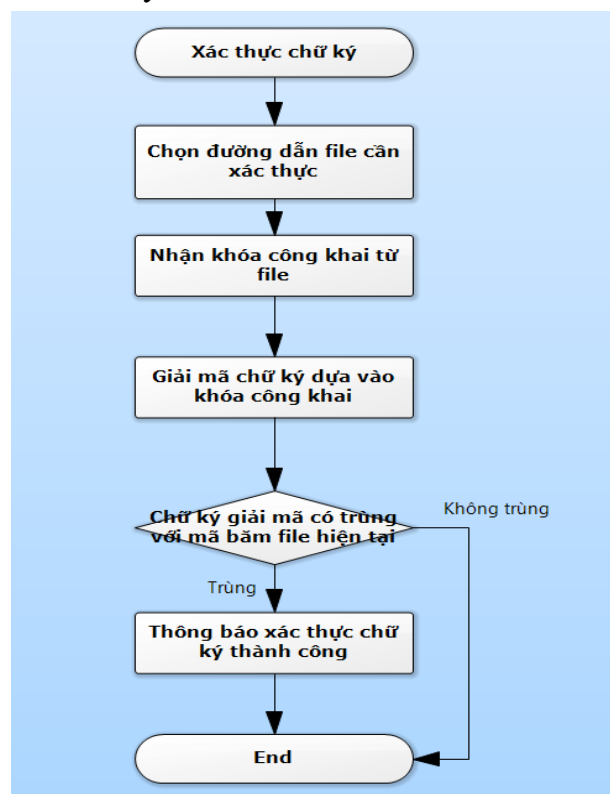 Xác thực chữ ký
Chọn đường dẫn file cần
xác thực
Nhận khóa công khai từ
file
Giải mã chữ ký dựa vào
khóa công khai
Chữ ký giải mã có trùng
với mã băm file hiện tại
Không trùng
Trùng
Thông báo xác thực chữ
ký thành công
End